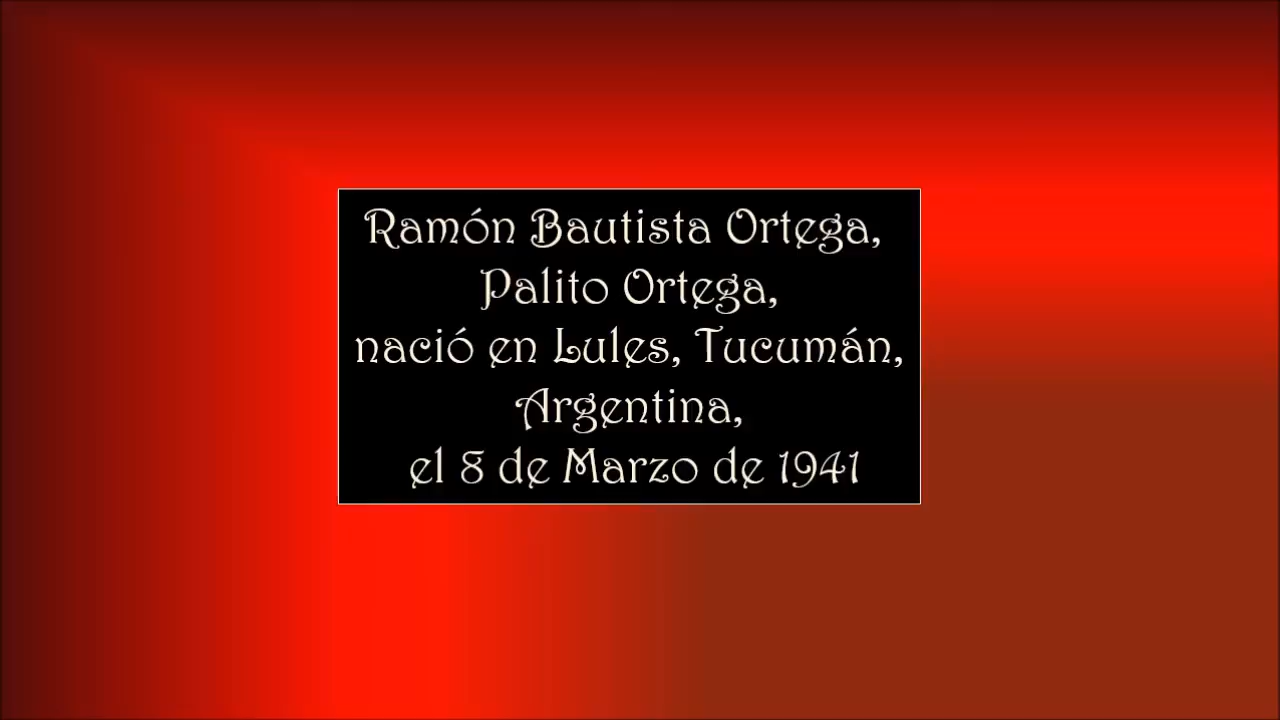 Ramón Bautista Ortega,
Palito Ortega,
nació en Lules, Tucumán,
Argentina,
el 8 de Marzo de 1941